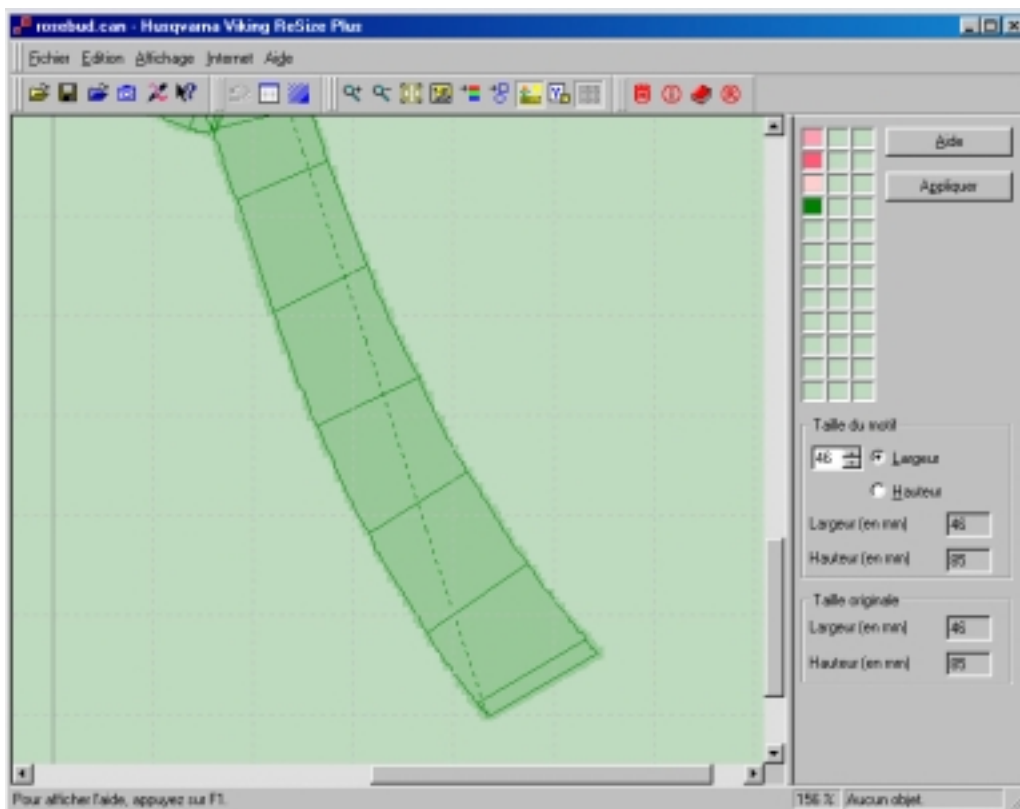 rosebud.can - Husqvarna Viking ReSize Plus
Fichier Edition Affichage Internet Aide
Aide
Appliquer
Taille du motif
46
Largeur
Hauteur
Largeur (en mm) 46
Hauteur (en mm) 85
Taille originale
Largeur (en mm) 46
Hauteur (en mm) 85
Pour afficher l'aide, appuyez sur F1.
156 % Aucun objet.